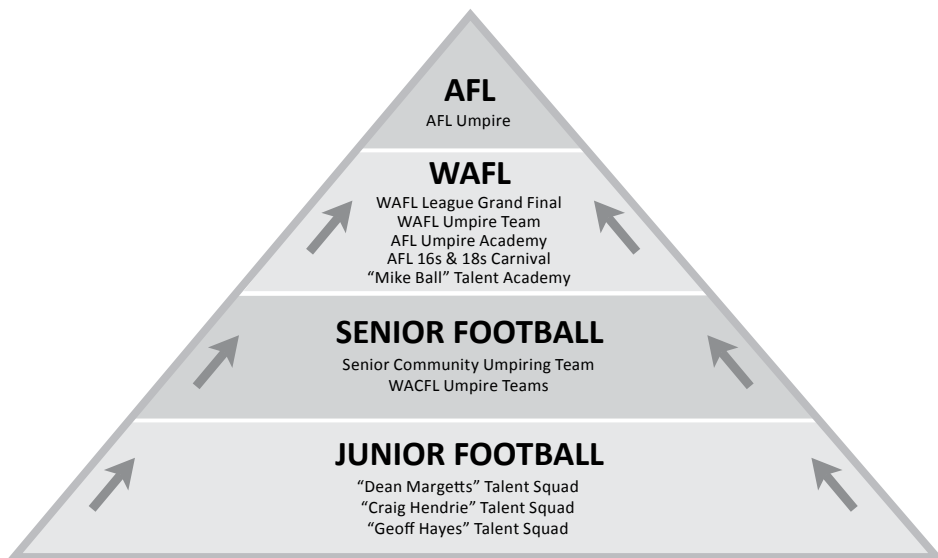 AFL
AFL Umpire
WAFL
WAFL League Grand Final
WAFL Umpire Team
AFL Umpire Academy
AFL 16s & 18s Carnival
“Mike Ball” Talent Academy
SENIOR FOOTBALL
Senior Community Umpiring Team
WACFL Umpire Teams
JUNIOR FOOTBALL
“Dean Margetts” Talent Squad
“Craig Hendrie” Talent Squad
“Geoff Hayes” Talent Squad